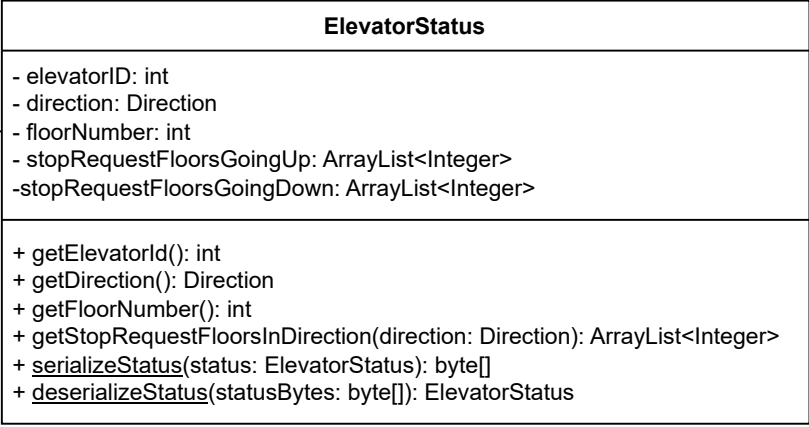 ElevatorStatus
- elevatorID: int
- direction: Direction
- floorNumber: int
- stopRequestFloorsGoingUp: ArrayList<Integer>
-stopRequestFloorsGoingDown: ArrayList<Integer>
+ getElevatorId(): int
+ getDirection(): Direction
+ getFloorNumber(): int
+ getStopRequestFloorsInDirection(direction: Direction): ArrayList<Integer>
+ serializeStatus(status: ElevatorStatus): byte[]
+ deserializeStatus(statusBytes: byte[]): ElevatorStatus